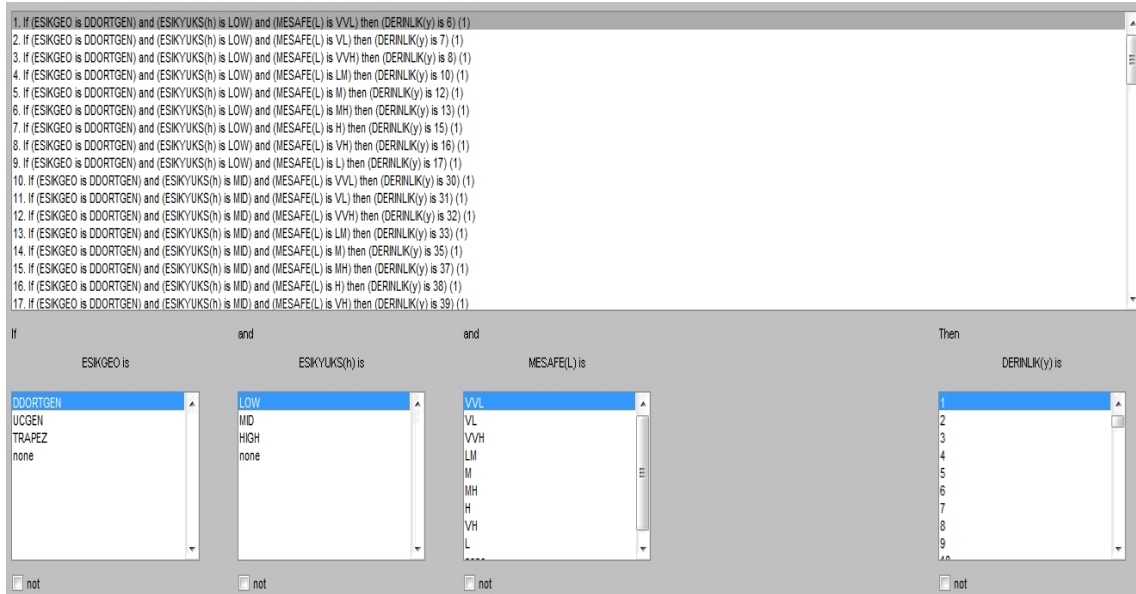 1. If (ESIKGEO is DDORTGEN) and (ESIKYUKS(h) is LOW) and (MESAFE(L) is VVL) then (DERINLIK(y) is 6) (1)
2. If (ESIKGEO is DDORTGEN) and (ESIKYUKS(h) is LOW) and (MESAFE(L) is VL) then (DERINLIK(y) is 7) (1)
3. If (ESIKGEO is DDORTGEN) and (ESIKYUKS(h) is LOW) and (MESAFE(L) is VVH) then (DERINLIK(y) is 8) (1)
4. If (ESIKGEO is DDORTGEN) and (ESIKYUKS(h) is LOW) and (MESAFE(L) is LM) then (DERINLIK(y) is 10) (1)
5. If (ESIKGEO is DDORTGEN) and (ESIKYUKS(h) is LOW) and (MESAFE(L) is M) then (DERINLIK(y) is 12) (1)
6. If (ESIKGEO is DDORTGEN) and (ESIKYUKS(h) is LOW) and (MESAFE(L) is MH) then (DERINLIK(y) is 13) (1)
7. If (ESIKGEO is DDORTGEN) and (ESIKYUKS(h) is LOW) and (MESAFE(L) is H) then (DERINLIK(y) is 15) (1)
8. If (ESIKGEO is DDORTGEN) and (ESIKYUKS(h) is LOW) and (MESAFE(L) is VH) then (DERINLIK(y) is 16) (1)
9. If (ESIKGEO is DDORTGEN) and (ESIKYUKS(h) is LOW) and (MESAFE(L) is L) then (DERINLIK(y) is 17) (1)
10. If (ESIKGEO is DDORTGEN) and (ESIKYUKS(h) is MID) and (MESAFE(L) is VVL) then (DERINLIK(y) is 30) (1)
11. If (ESIKGEO is DDORTGEN) and (ESIKYUKS(h) is MID) and (MESAFE(L) is VL) then (DERINLIK(y) is 31) (1)
12. If (ESIKGEO is DDORTGEN) and (ESIKYUKS(h) is MID) and (MESAFE(L) is VVH) then (DERINLIK(y) is 32) (1)
13. If (ESIKGEO is DDORTGEN) and (ESIKYUKS(h) is MID) and (MESAFE(L) is LM) then (DERINLIK(y) is 33) (1)
14. If (ESIKGEO is DDORTGEN) and (ESIKYUKS(h) is MID) and (MESAFE(L) is M) then (DERINLIK(y) is 35) (1)
15. If (ESIKGEO is DDORTGEN) and (ESIKYUKS(h) is MID) and (MESAFE(L) is MH) then (DERINLIK(y) is 37) (1)
16. If (ESIKGEO is DDORTGEN) and (ESIKYUKS(h) is MID) and (MESAFE(L) is H) then (DERINLIK(y) is 38) (1)
17. If (ESIKGEO is DDORTGEN) and (ESIKYUKS(h) is MID) and (MESAFE(L) is VH) then (DERINLIK(y) is 39) (1)
If
ESIKGEO is
DDORTGEN
UCGEN
TRAPEZ
none
not
and
ESIKYUKS(h) is
LOW
MID
HIGH
none
not
and
MESAFE(L) is
VVL
VL
VVH
LM
M
MH
H
VH
L
not
Then
DERINLIK(y) is
1
2
3
4
5
6
7
8
9
not